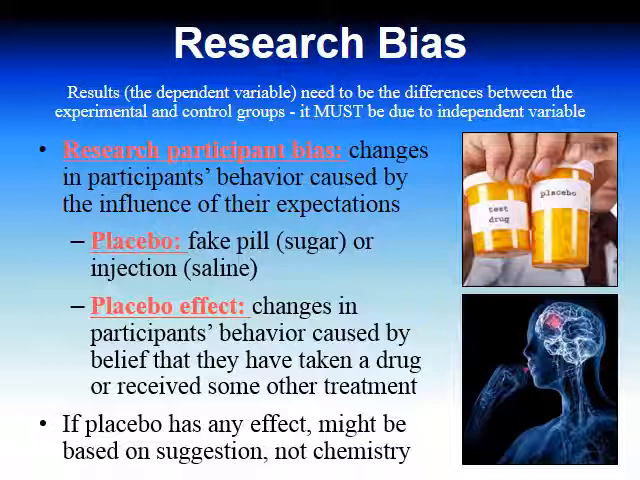 Research Bias
Results (the dependent variable) need to be the differences between the
experimental and control groups - it MUST be due to independent variable
• Research participant bias: changes
in participants’ behavior caused by
the influence of their expectations
– Placebo: fake pill (sugar) or
injection (saline)
– Placebo effect: changes in
participants’ behavior caused by
belief that they have taken a drug
or received some other treatment
• If placebo has any effect, might be
based on suggestion, not chemistry
test
drug
placebo